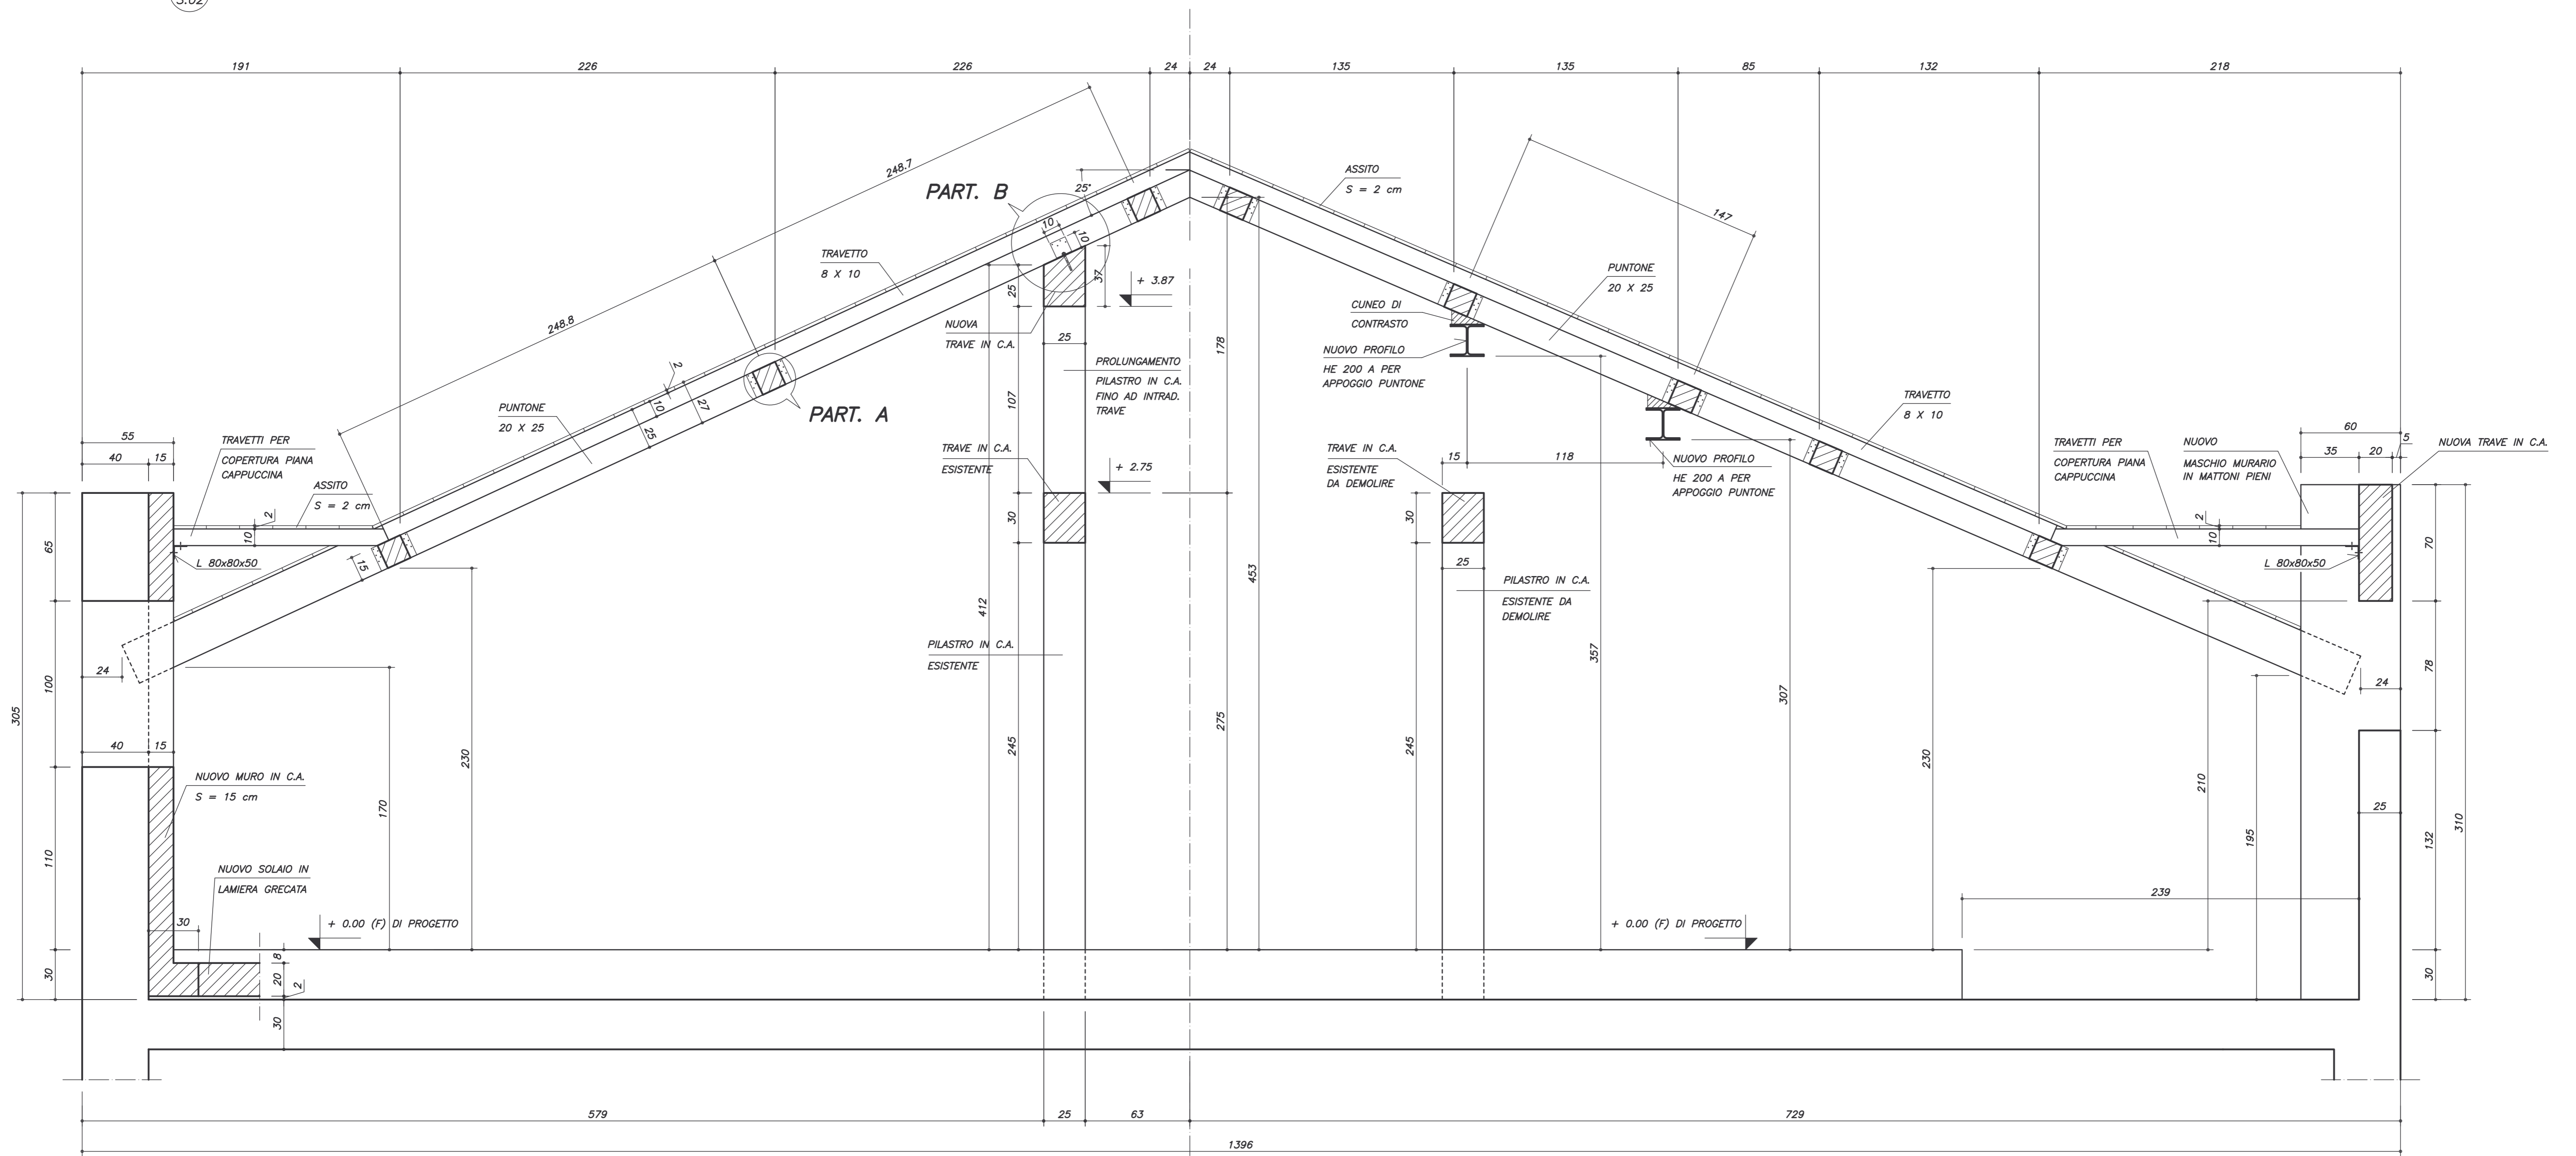 3.02
191
226
226
24
24
135
135
85
132
218
248.7
248.8
147
25°
PART. B
ASSITO
S = 2 cm
TRAVETTO
8 X 10
10
10
37
+ 3.87
25
NUOVA
TRAVE IN C.A.
25
PROLUNGAMENTO
PILASTRO IN C.A.
FINO AD INTRAD.
TRAVE
178
CUNEO DI
CONTRASTO
NUOVO PROFILO
HE 200 A PER
APPOGGIO PUNTONE
PUNTONE
20 X 25
TRAVETTO
8 X 10
PUNTONE
20 X 25
2
10
27
25
PART. A
107
55
40
15
TRAVETTI PER
COPERTURA PIANA
CAPPUCCINA
ASSITO
S = 2 cm
2
10
L 80x80x50
15
TRAVE IN C.A.
ESISTENTE
+ 2.75
30
TRAVE IN C.A.
ESISTENTE
DA DEMOLIRE
15
118
NUOVO PROFILO
HE 200 A PER
APPOGGIO PUNTONE
30
25
PILASTRO IN C.A.
ESISTENTE DA
DEMOLIRE
TRAVETTI PER
COPERTURA PIANA
CAPPUCCINA
NUOVO
MASCHIO MURARIO
IN MATTONI PIENI
60
5
35
20
NUOVA TRAVE IN C.A.
2
10
L 80x80x50
65
100
110
30
305
24
40
15
NUOVO MURO IN C.A.
S = 15 cm
NUOVO SOLAIO IN
LAMIERA GRECATA
30
+ 0.00 (F) DI PROGETTO
8
20
2
30
170
230
PILASTRO IN C.A.
ESISTENTE
412
245
453
275
245
357
307
230
210
195
+ 0.00 (F) DI PROGETTO
239
24
25
70
78
132
30
310
579
25
63
729
1396